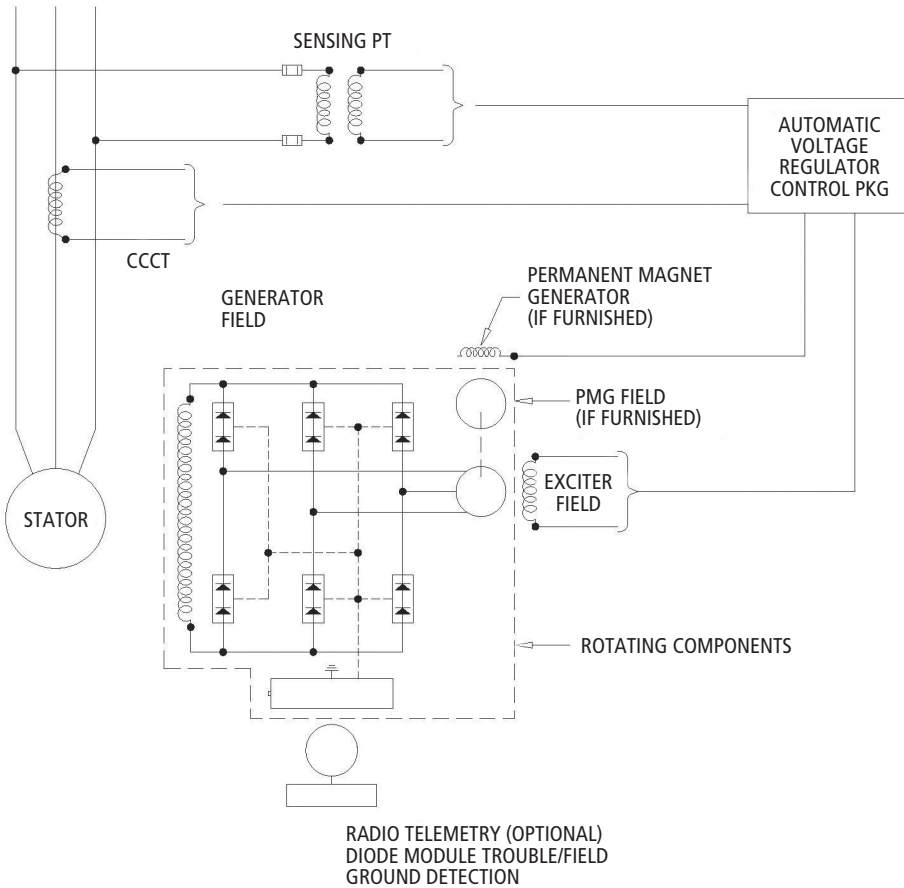 SENSING PT
AUTOMATIC
VOLTAGE
REGULATOR
CONTROL PKG
CCCT
GENERATOR
FIELD
PERMANENT MAGNET
GENERATOR
(IF FURNISHED)
PMG FIELD
(IF FURNISHED)
EXCITER
FIELD
STATOR
ROTATING COMPONENTS
RADIO TELEMETRY (OPTIONAL)
DIODE MODULE TROUBLE/FIELD
GROUND DETECTION